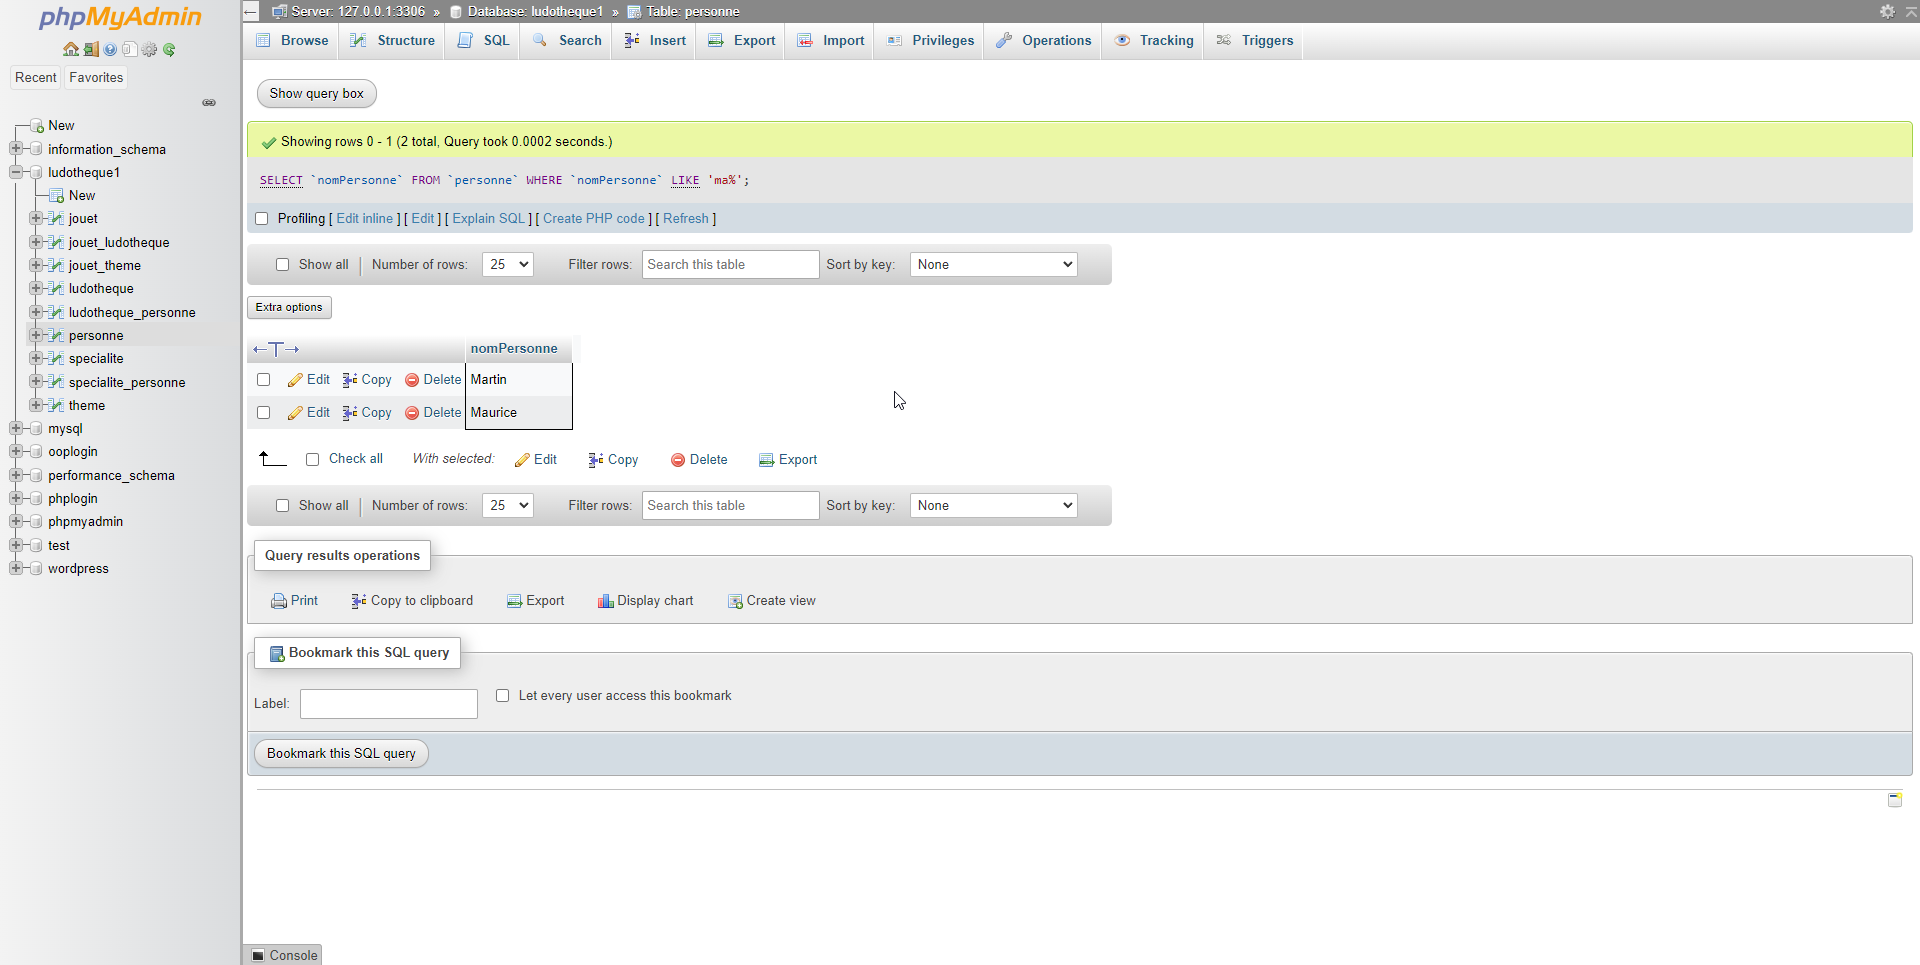 phpMyAdmin
Recent Favorites
New
information_schema
ludotheque1
New
jouet
jouet_ludotheque
jouet_theme
ludotheque
ludotheque_personne
personne
specialite
specialite_personne
theme
mysql
ooplogin
performance_schema
phplogin
phpmyadmin
test
wordpress
Server: 127.0.0.1:3306 » Database: ludotheque1 » Table: personne
Browse Structure SQL Search Insert Export Import Privileges Operations Tracking Triggers
Show query box
Showing rows 0 - 1 (2 total, Query took 0.0002 seconds.)
SELECT `nomPersonne` FROM `personne` WHERE `nomPersonne` LIKE 'ma%';
Profiling [ Edit inline ] [ Edit ] [ Explain SQL ] [ Create PHP code ] [ Refresh ]
Show all Number of rows: 25 Filter rows: Search this table Sort by key: None
Extra options
←T→ nomPersonne
Edit Copy Delete Martin
Edit Copy Delete Maurice
Check all With selected: Edit Copy Delete Export
Show all Number of rows: 25 Filter rows: Search this table Sort by key: None
Query results operations
Print Copy to clipboard Export Display chart Create view
Bookmark this SQL query
Label: Let every user access this bookmark
Bookmark this SQL query
Console